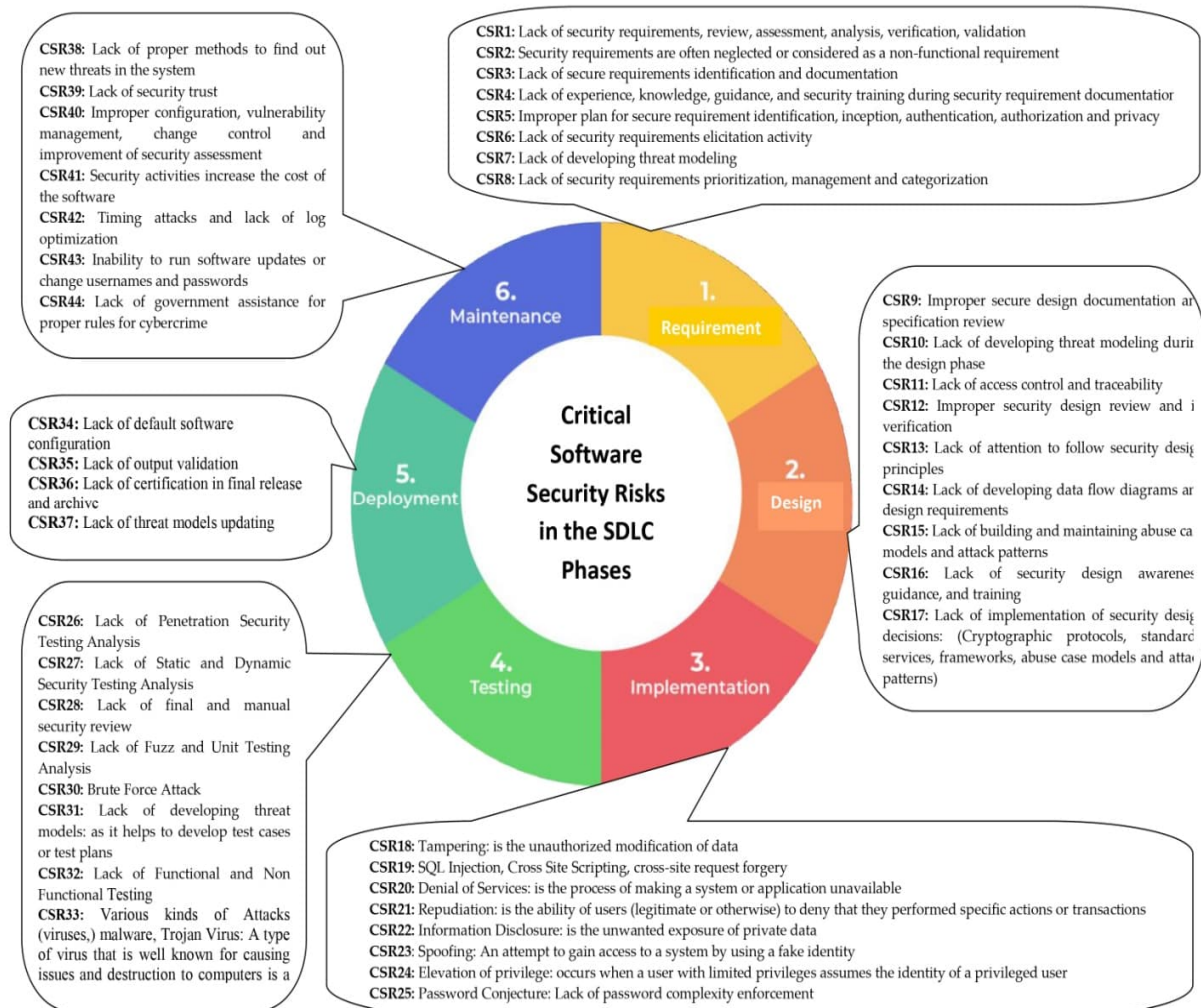 CSR1: Lack of security requirements, review, assessment, analysis, verification, validation
CSR2: Security requirements are often neglected or considered as a non-functional requirement
CSR3: Lack of secure requirements identification and documentation
CSR4: Lack of experience, knowledge, guidance, and security training during security requirement documentation
CSR5: Improper plan for secure requirement identification, inception, authentication, authorization and privacy
CSR6: Lack of security requirements elicitation activity
CSR7: Lack of developing threat modeling
CSR8: Lack of security requirements prioritization, management and categorization
CSR38: Lack of proper methods to find out
new threats in the system
CSR39: Lack of security trust
CSR40: Improper configuration, vulnerability
management, change control and
improvement of security assessment
CSR41: Security activities increase the cost of
the software
CSR42: Timing attacks and lack of log
optimization
CSR43: Inability to run software updates or
change usernames and passwords
CSR44: Lack of government assistance for
proper rules for cybercrime
6.
Maintenance
1.
Requirement
CSR9: Improper secure design documentation
specification review
CSR10: Lack of developing threat modeling
the design phase
CSR11: Lack of access control and traceability
CSR12: Improper security design review and
verification
CSR13: Lack of attention to follow security
principles
CSR14: Lack of developing data flow diagrams
design requirements
CSR15: Lack of building and maintaining abuse
models and attack patterns
CSR16: Lack of security design
guidance, and training
CSR17: Lack of implementation of security
decisions: (Cryptographic protocols,
services, frameworks, abuse case models and
patterns)
CSR34: Lack of default software
configuration
CSR35: Lack of output validation
CSR36: Lack of certification in final release
and archive
CSR37: Lack of threat models updating
5.
Deployment
Critical
Software
Security Risks
in the SDLC
Phases
2.
Design
CSR26: Lack of Penetration Security
Testing Analysis
CSR27: Lack of Static and Dynamic
Security Testing Analysis
CSR28: Lack of final and manual
security review
CSR29: Lack of Fuzz and Unit Testing
Analysis
CSR30: Brute Force Attack
CSR31: Lack of developing threat
models: as it helps to develop test cases
or test plans
CSR32: Lack of Functional and Non
Functional Testing
CSR33: Various kinds of Attacks
(viruses,) malware, Trojan Virus: A type
of virus that is well known for causing
issues and destruction to computers is a
4.
Testing
3.
Implementation
CSR18: Tampering: is the unauthorized modification of data
CSR19: SQL Injection, Cross Site Scripting, cross-site request forgery
CSR20: Denial of Services: is the process of making a system or application unavailable
CSR21: Repudiation: is the ability of users (legitimate or otherwise) to deny that they performed specific actions or transactions
CSR22: Information Disclosure: is the unwanted exposure of private data
CSR23: Spoofing: An attempt to gain access to a system by using a fake identity
CSR24: Elevation of privilege: occurs when a user with limited privileges assumes the identity of a privileged user
CSR25: Password Conjecture: Lack of password complexity enforcement